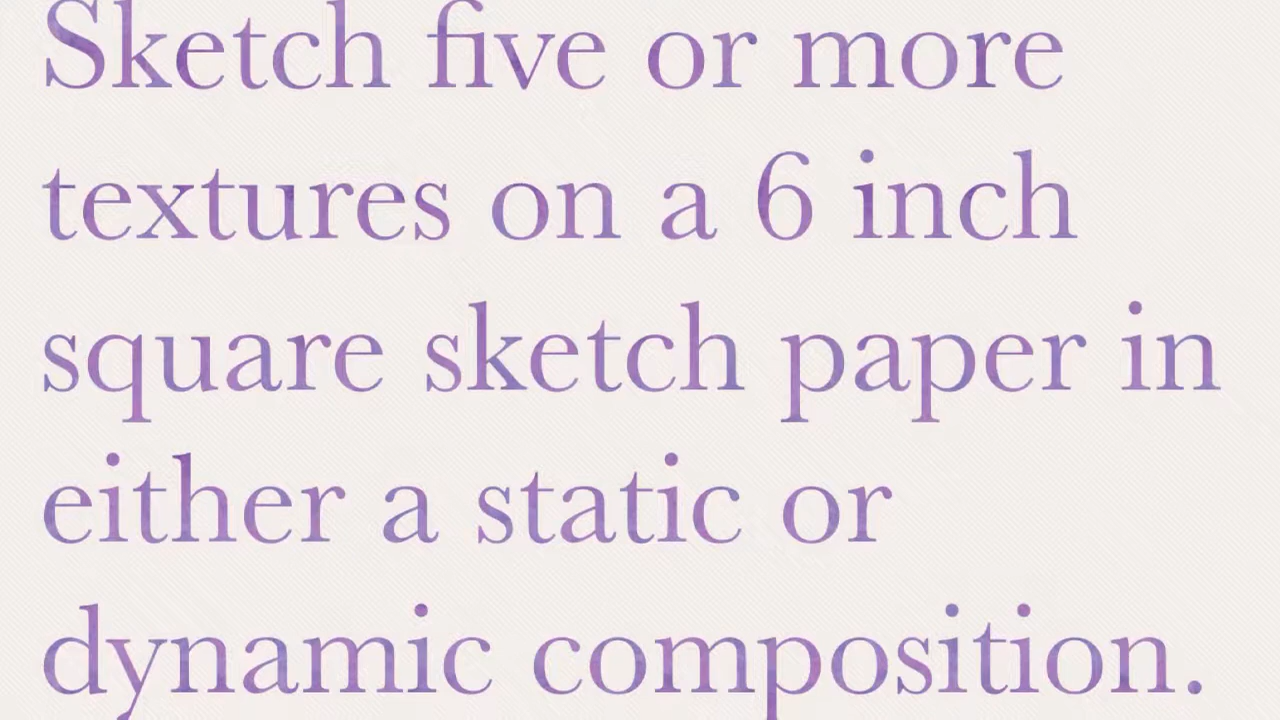 Sketch five or more
textures on a 6 inch
square sketch paper in
either a static or
dynamic composition.